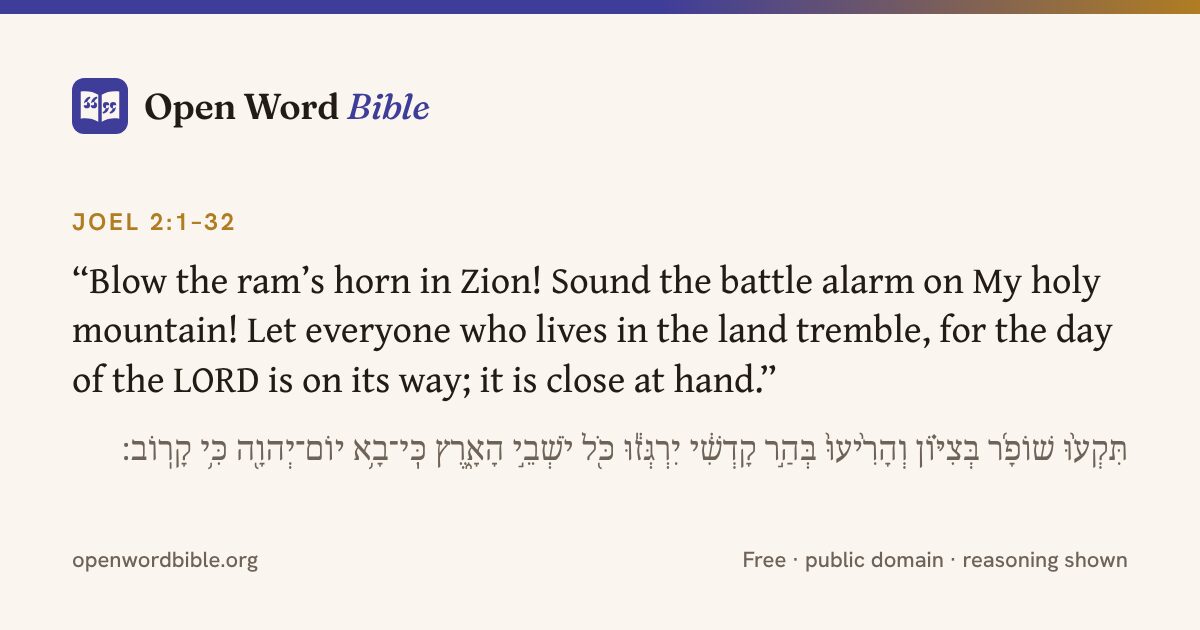 Open Word Bible
JOEL 2:1–32
“Blow the ram’s horn in Zion! Sound the battle alarm on My holy
mountain! Let everyone who lives in the land tremble, for the day
of the LORD is on its way; it is close at hand.”
תִּקְע֨וּ שׁוֹפָ֜ר בְּצִיּ֗וֹן וְהָרִ֙יעוּ֙ בְּהַ֣ר קָדְשִׁ֔י יִרְגְּז֕וּ כֹּ֖ל יֹשְׁבֵ֣י הָאָ֑רֶץ כִּֽי־בָ֥א יוֹם־יְהוָ֖ה כִּ֥י קָרֽוֹב׃
openwordbible.org
Free · public domain · reasoning shown